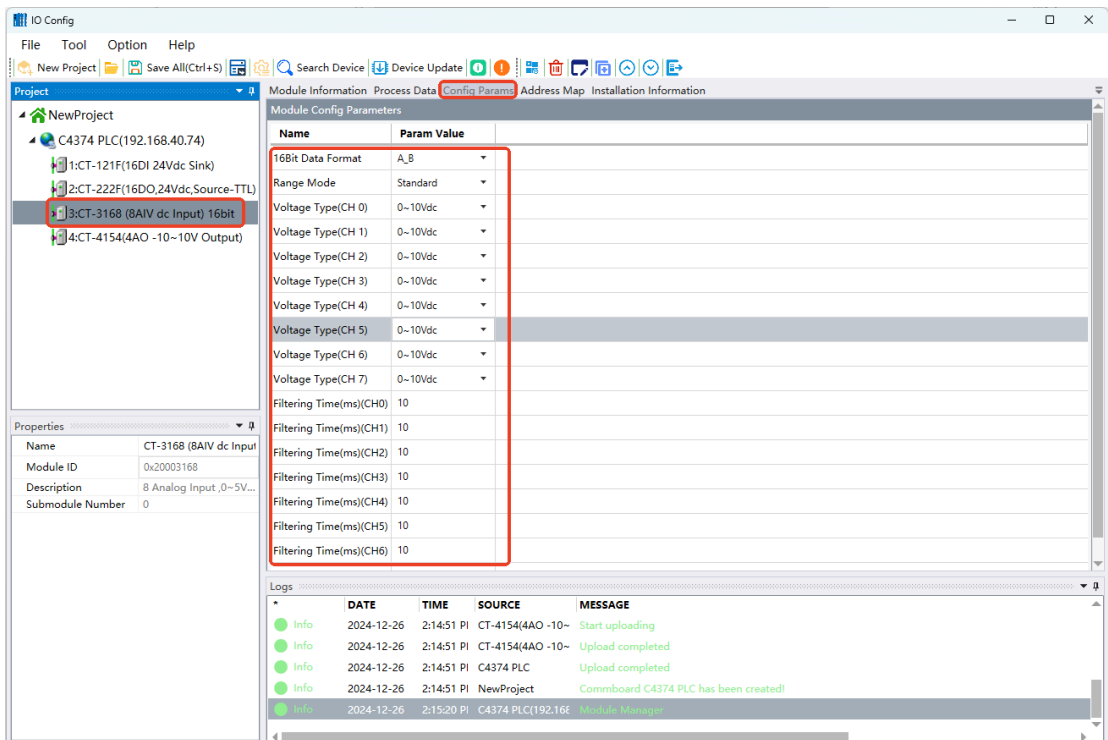 IO Config
File Tool Option Help
New Project Save All(Ctrl+S) Search Device Device Update
Project
NewProject
C4374 PLC(192.168.40.74)
1:CT-121F(16DI 24Vdc Sink)
2:CT-222F(16DO,24Vdc,Source-TTL)
3:CT-3168 (8AIV dc Input) 16bit
4:CT-4154(4AO -10~10V Output)
Module Information Process Data Config Params Address Map Installation Information
Module Config Parameters
Name Param Value
16Bit Data Format A_B
Range Mode Standard
Voltage Type(CH 0) 0~10Vdc
Voltage Type(CH 1) 0~10Vdc
Voltage Type(CH 2) 0~10Vdc
Voltage Type(CH 3) 0~10Vdc
Voltage Type(CH 4) 0~10Vdc
Voltage Type(CH 5) 0~10Vdc
Voltage Type(CH 6) 0~10Vdc
Voltage Type(CH 7) 0~10Vdc
Filtering Time(ms)(CH0) 10
Filtering Time(ms)(CH1) 10
Filtering Time(ms)(CH2) 10
Filtering Time(ms)(CH3) 10
Filtering Time(ms)(CH4) 10
Filtering Time(ms)(CH5) 10
Filtering Time(ms)(CH6) 10
Properties
Name CT-3168 (8AIV dc Input
Module ID 0x20003168
Description 8 Analog Input ,0~5V...
Submodule Number 0
Logs
* DATE TIME SOURCE MESSAGE
Info 2024-12-26 2:14:51 PI CT-4154(4AO -10~ Start uploading
Info 2024-12-26 2:14:51 PI CT-4154(4AO -10~ Upload completed
Info 2024-12-26 2:14:51 PI C4374 PLC Upload completed
Info 2024-12-26 2:14:51 PI NewProject Commboard C4374 PLC has been created!
Info 2024-12-26 2:15:20 PI C4374 PLC(192.168 Module Manager